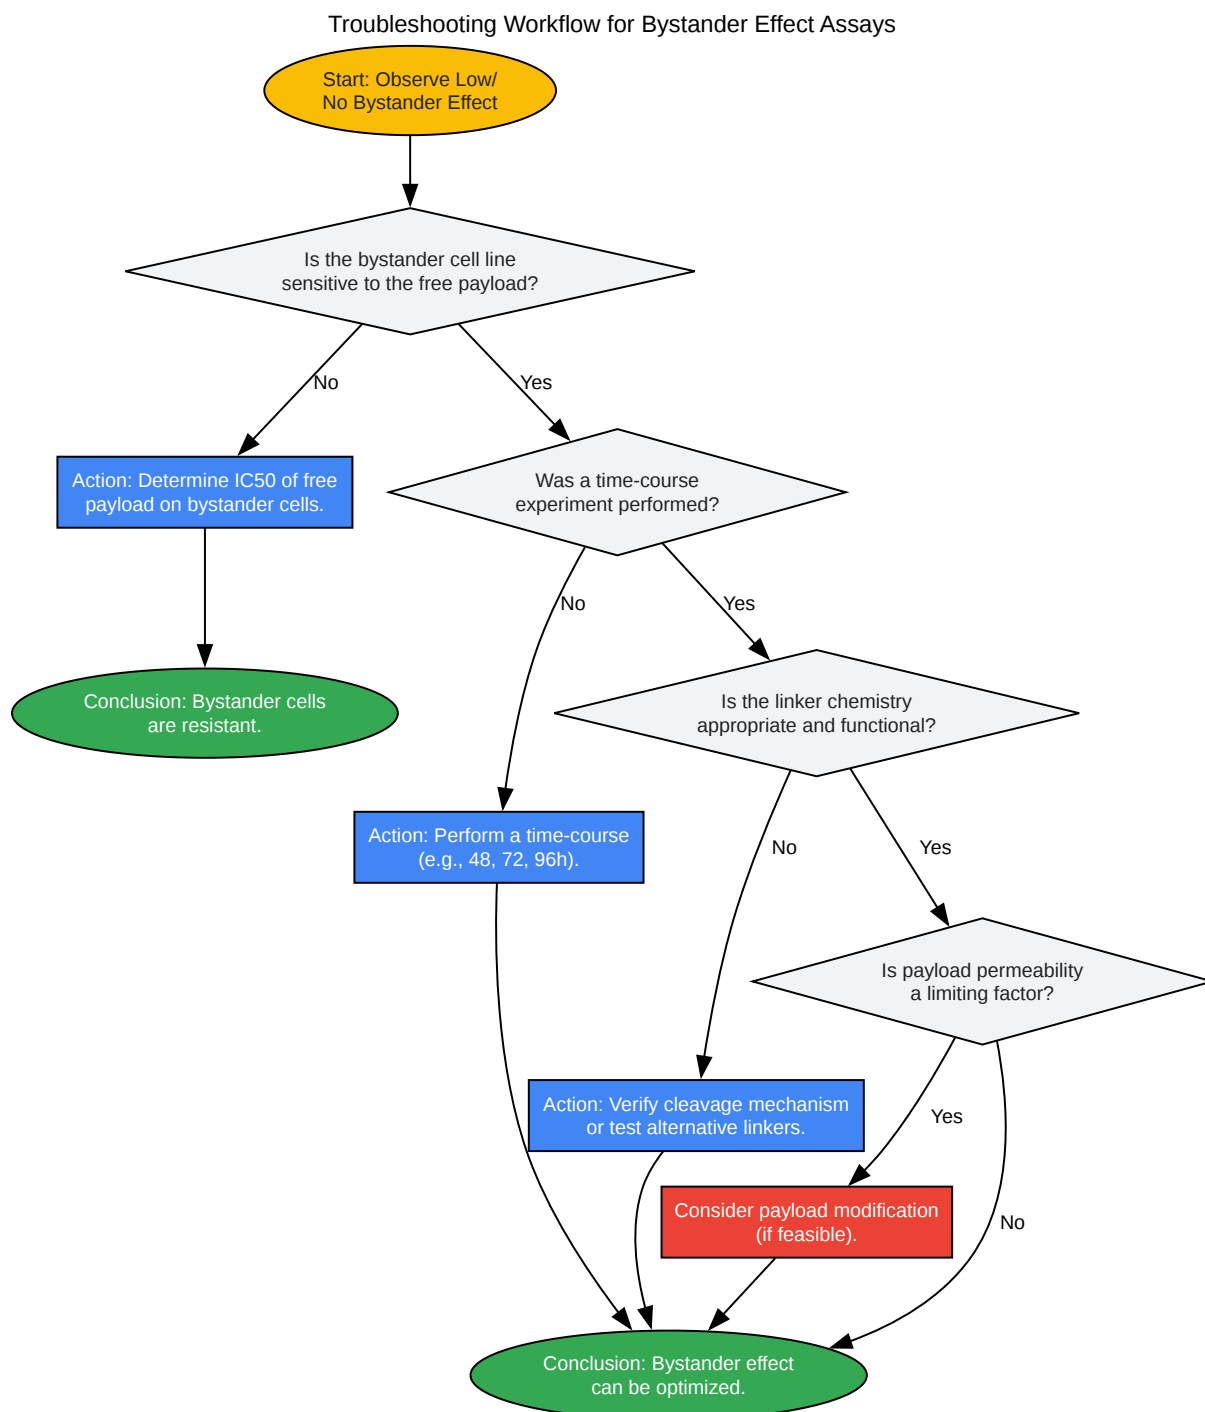 Troubleshooting Workflow for Bystander Effect Assays
Start: Observe Low/
No Bystander Effect
Is the bystander cell line
sensitive to the free payload?
No
Yes
Action: Determine IC50 of free
payload on bystander cells.
Was a time-course
experiment performed?
No
Yes
Conclusion: Bystander cells
are resistant.
Is the linker chemistry
appropriate and functional?
Action: Perform a time-course
(e.g., 48, 72, 96h).
No
Yes
Is payload permeability
a limiting factor?
Action: Verify cleavage mechanism
or test alternative linkers.
Yes
No
Consider payload modification
(if feasible).
Conclusion: Bystander effect
can be optimized.